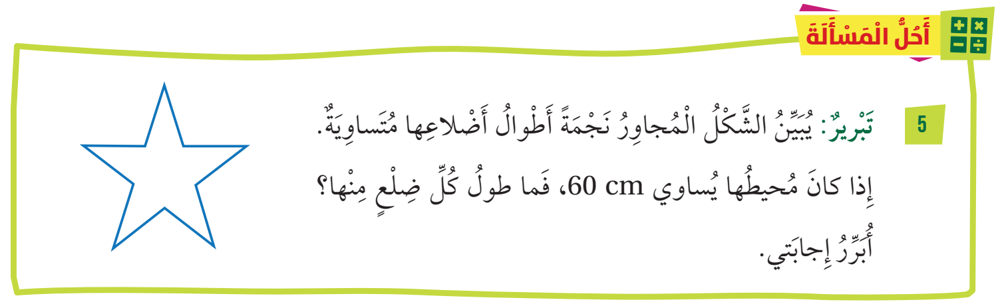 أَحُلُّ الْمَسْأَلَةَ
5 تَبْريرٌ: يُبَيِّنُ الشَّكْلُ الْمُجاوِرُ نَجْمَةً أَطْوالُ أَضْلاعِها مُتَساوِيَةٌ.
إِذا كانَ مُحيطُها يُساوي 60 cm، فَما طولُ كُلِّ ضِلْعٍ مِنْها؟
أُبَرِّرُ إِجابَتي.